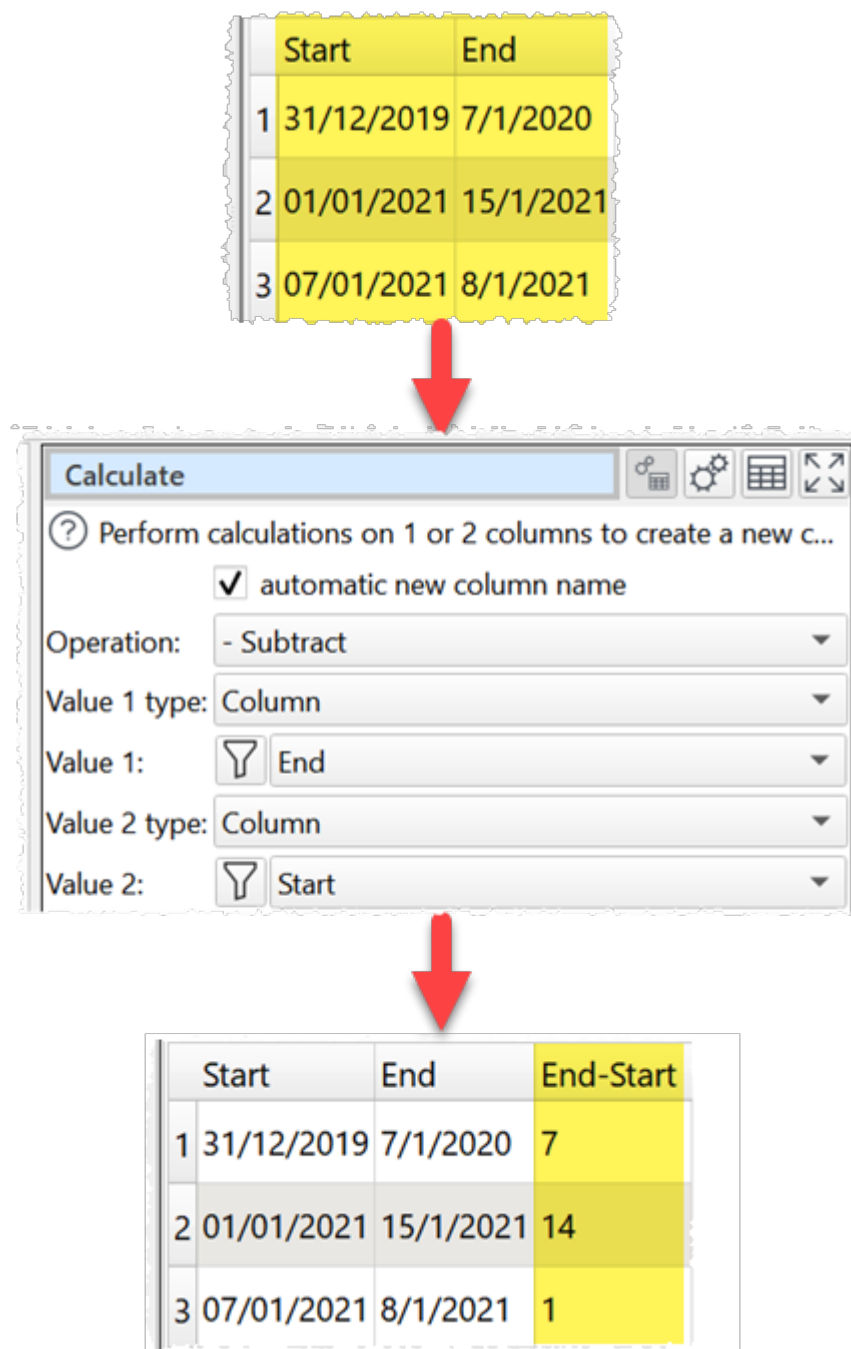 Start End
1 31/12/2019 7/1/2020
2 01/01/2021 15/1/2021
3 07/01/2021 8/1/2021
Calculate
? Perform calculations on 1 or 2 columns to create a new c...
automatic new column name
Operation: - Subtract
Value 1 type: Column
Value 1: End
Value 2 type: Column
Value 2: Start
Start End End-Start
1 31/12/2019 7/1/2020 7
2 01/01/2021 15/1/2021 14
3 07/01/2021 8/1/2021 1